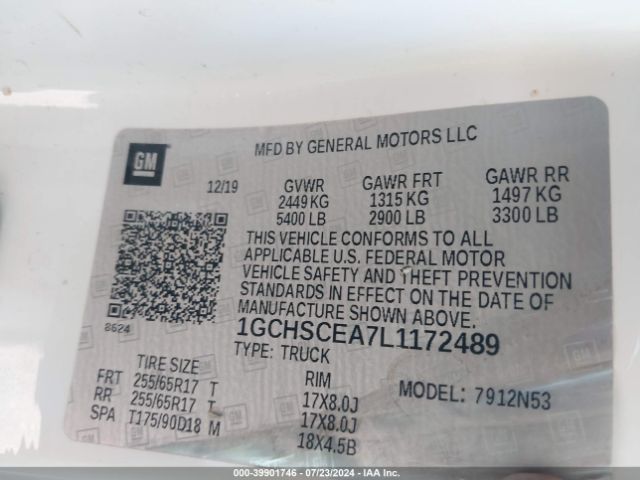 GM
MFD BY GENERAL MOTORS LLC
12/19 GVWR GAWR FRT GAWR RR
2449 KG 1315 KG 1497 KG
5400 LB 2900 LB 3300 LB
THIS VEHICLE CONFORMS TO ALL
APPLICABLE U.S. FEDERAL MOTOR
VEHICLE SAFETY AND THEFT PREVENTION
STANDARDS IN EFFECT ON THE DATE OF
MANUFACTURE SHOWN ABOVE.
8624
1GCHSCEA7L1172489
TYPE: TRUCK
TIRE SIZE RIM
FRT 255/65R17 T 17X8.0J MODEL: 7912N53
RR 255/65R17 T 17X8.0J
SPA T175/90D18 M 18X4.5B
000-39901746 - 07/23/2024 - IAA Inc.